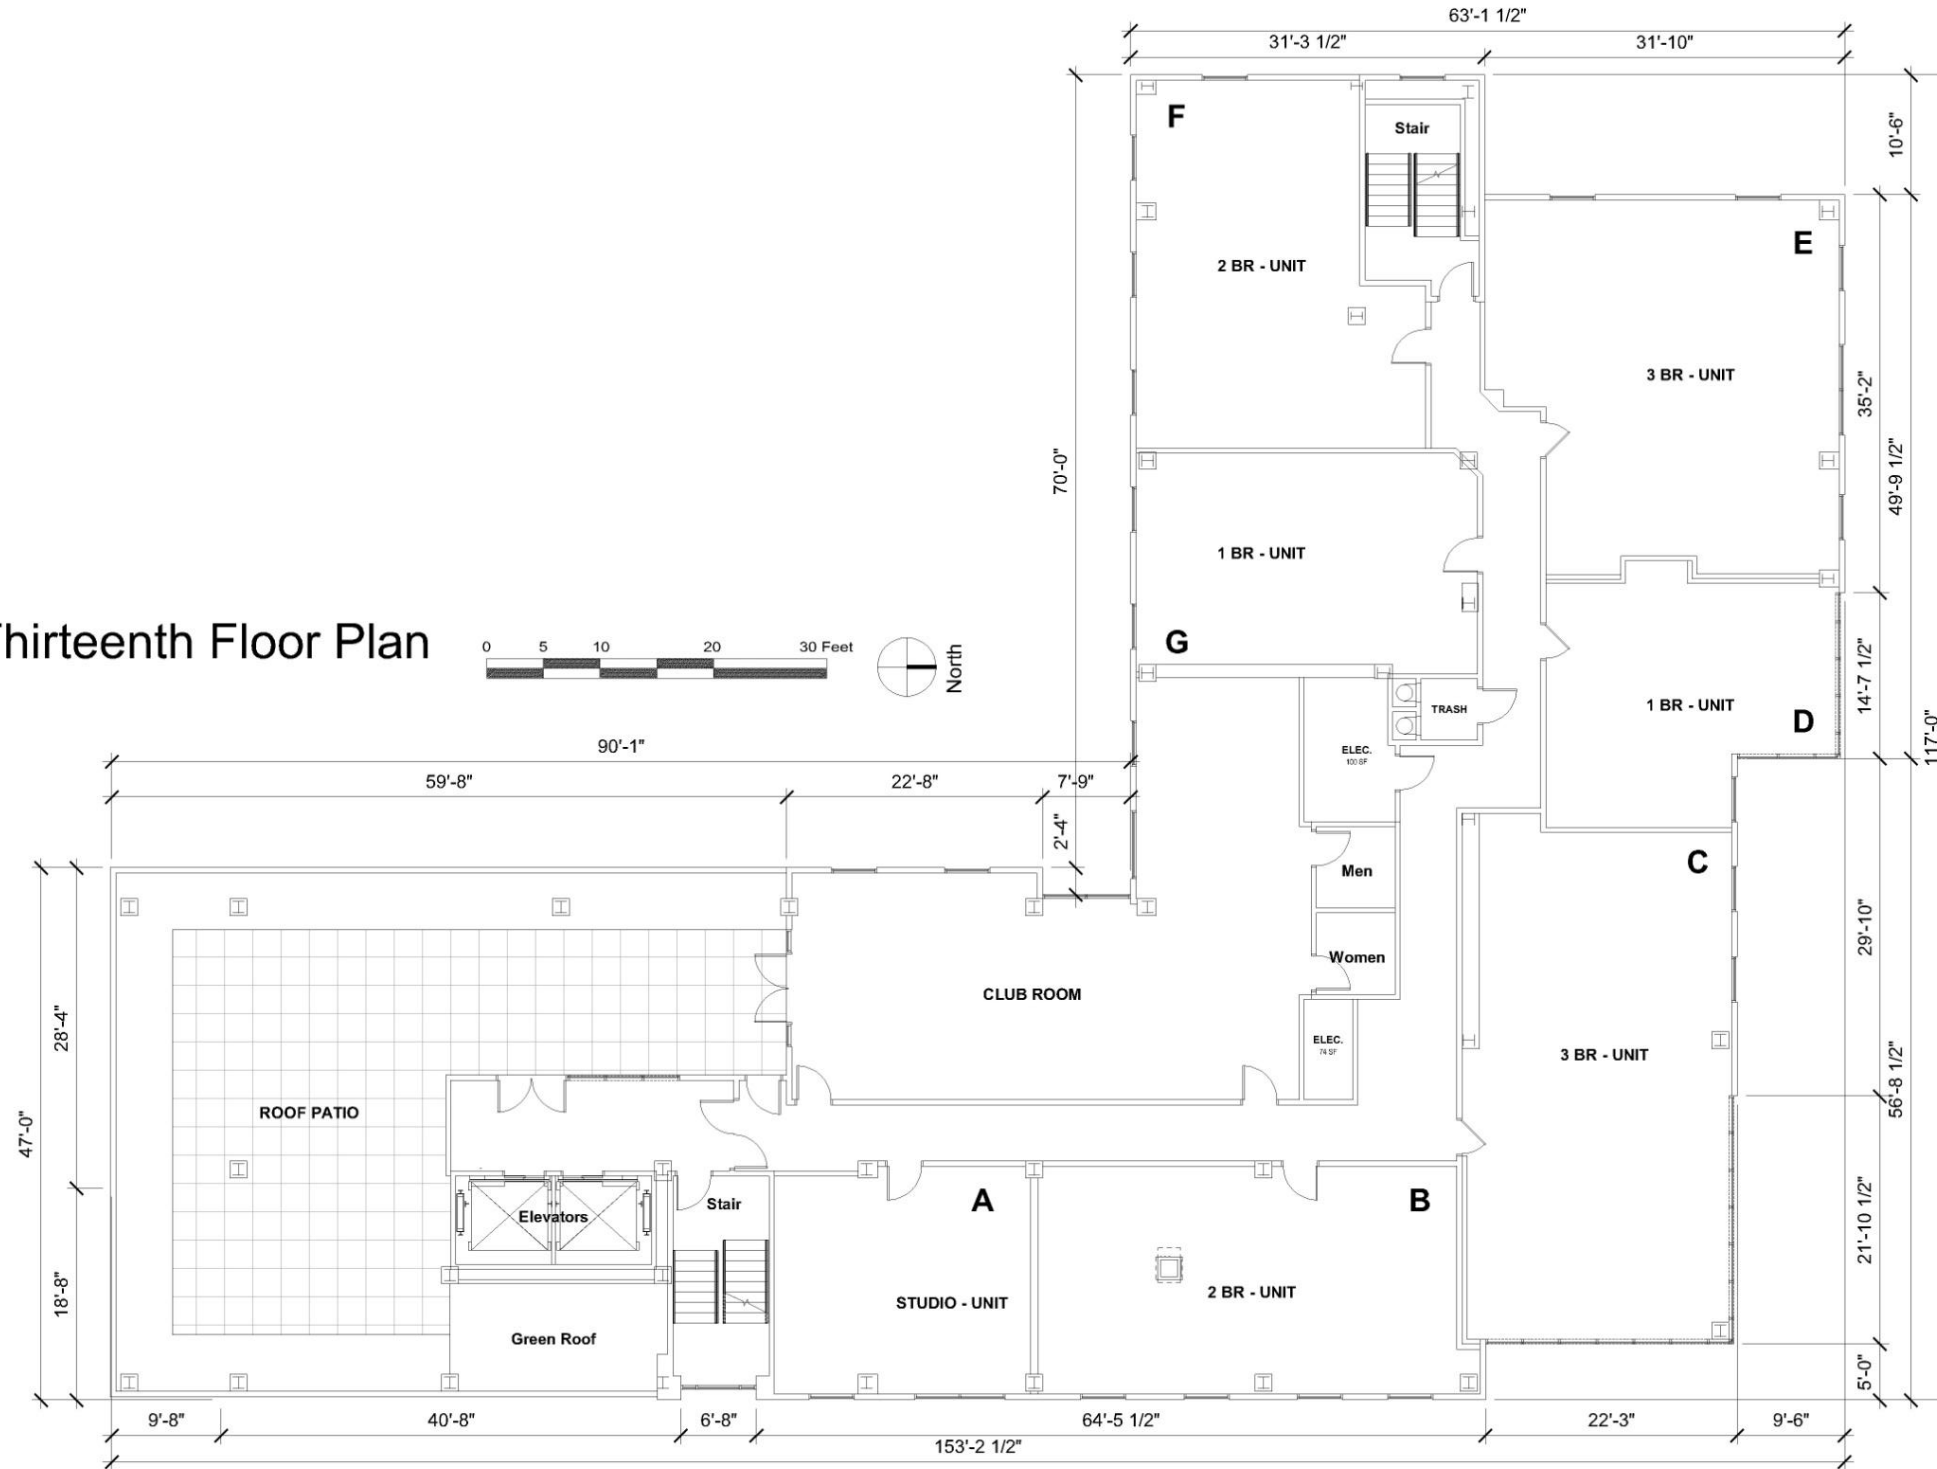 63'-1 1/2"
31'-3 1/2"
31'-10"
F
Stair
10'-6"
E
2 BR - UNIT
3 BR - UNIT
35'-2"
70'-0"
49'-9 1/2"
1 BR - UNIT
hirteenth Floor Plan
0 5 10 20 30 Feet
North
G
TRASH
1 BR - UNIT
D
14'-7 1/2"
117'-0"
90'-1"
ELEC.
100 SF
59'-8"
22'-8"
7'-9"
2'-4"
Men
C
Women
29'-10"
CLUB ROOM
28'-4"
ELEC.
74 SF
3 BR - UNIT
56'-8 1/2"
ROOF PATIO
47'-0"
Stair
A
B
Elevators
21'-10 1/2"
18'-8"
STUDIO - UNIT
2 BR - UNIT
Green Roof
5'-0"
9'-8"
40'-8"
6'-8"
64'-5 1/2"
22'-3"
9'-6"
153'-2 1/2"